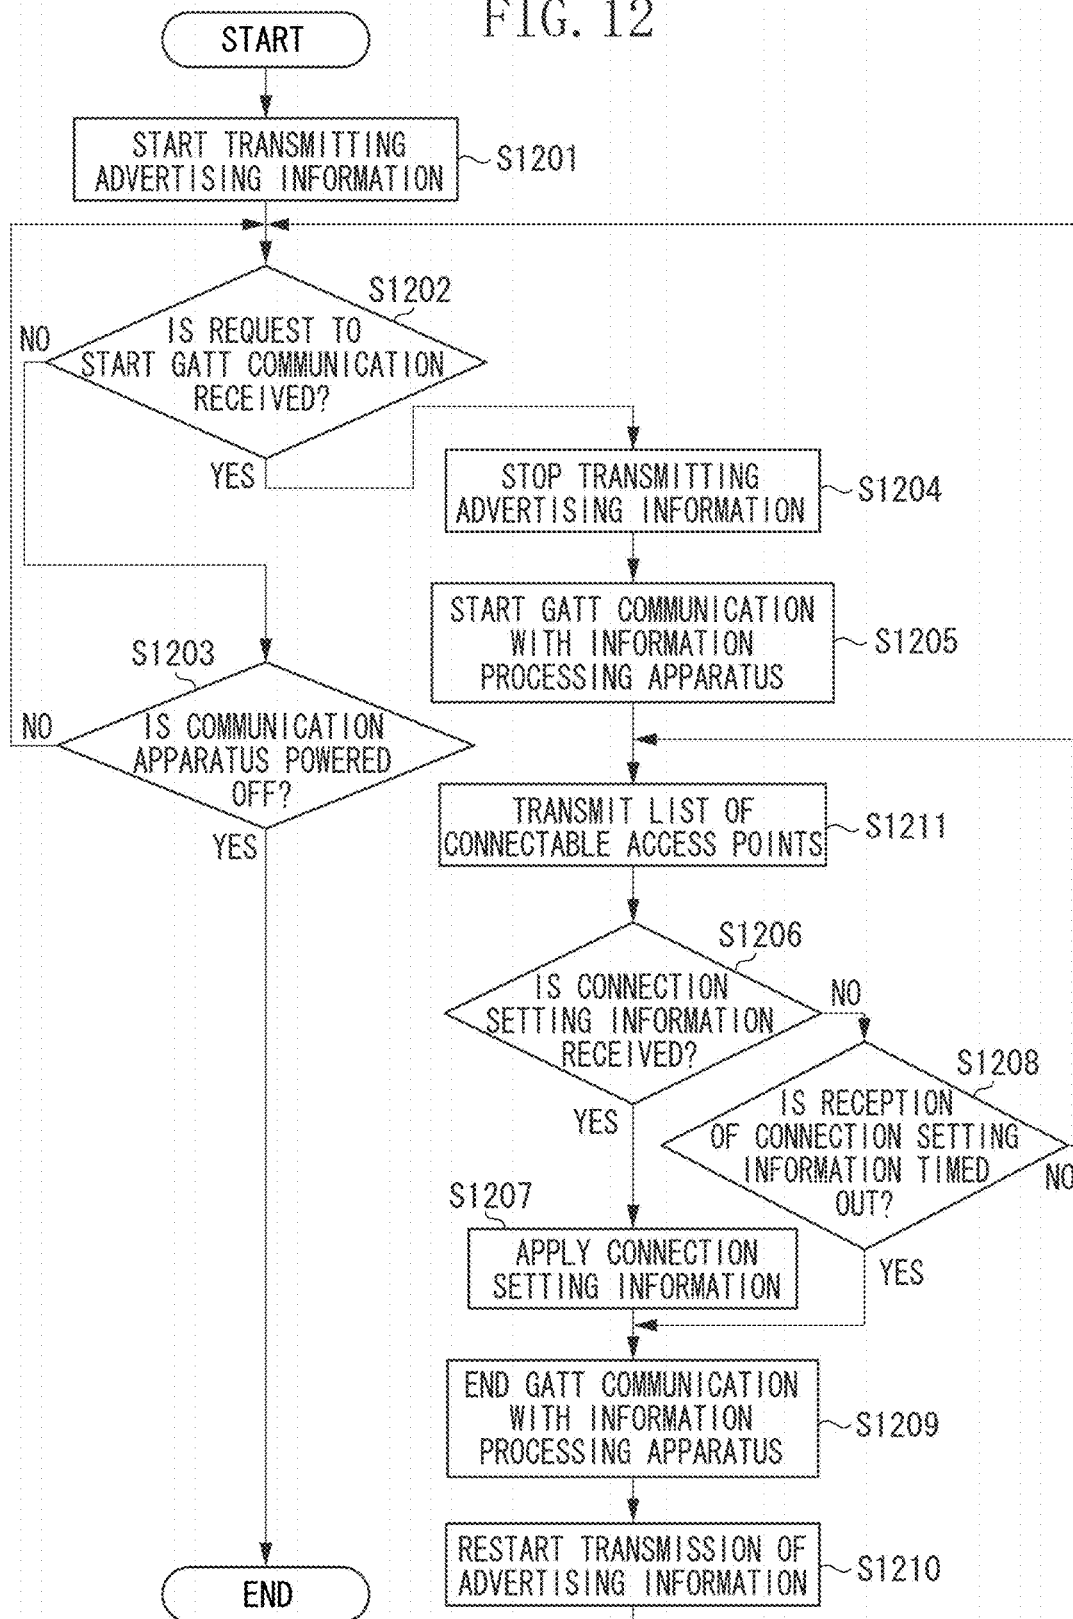 FIG. 12
START
START TRANSMITTING
ADVERTISING INFORMATION
S1201
S1202
NO
IS REQUEST TO
START GATT COMMUNICATION
RECEIVED?
YES
STOP TRANSMITTING
ADVERTISING INFORMATION
S1204
START GATT COMMUNICATION
WITH INFORMATION
PROCESSING APPARATUS
S1205
S1203
NO
IS COMMUNICATION
APPARATUS POWERED
OFF?
YES
TRANSMIT LIST OF
CONNECTABLE ACCESS POINTS
S1211
S1206
IS CONNECTION
SETTING INFORMATION
RECEIVED?
NO
YES
S1208
IS RECEPTION
OF CONNECTION SETTING
INFORMATION TIMED
OUT?
NO
YES
S1207
APPLY CONNECTION
SETTING INFORMATION
END GATT COMMUNICATION
WITH INFORMATION
PROCESSING APPARATUS
S1209
RESTART TRANSMISSION OF
ADVERTISING INFORMATION
S1210
END